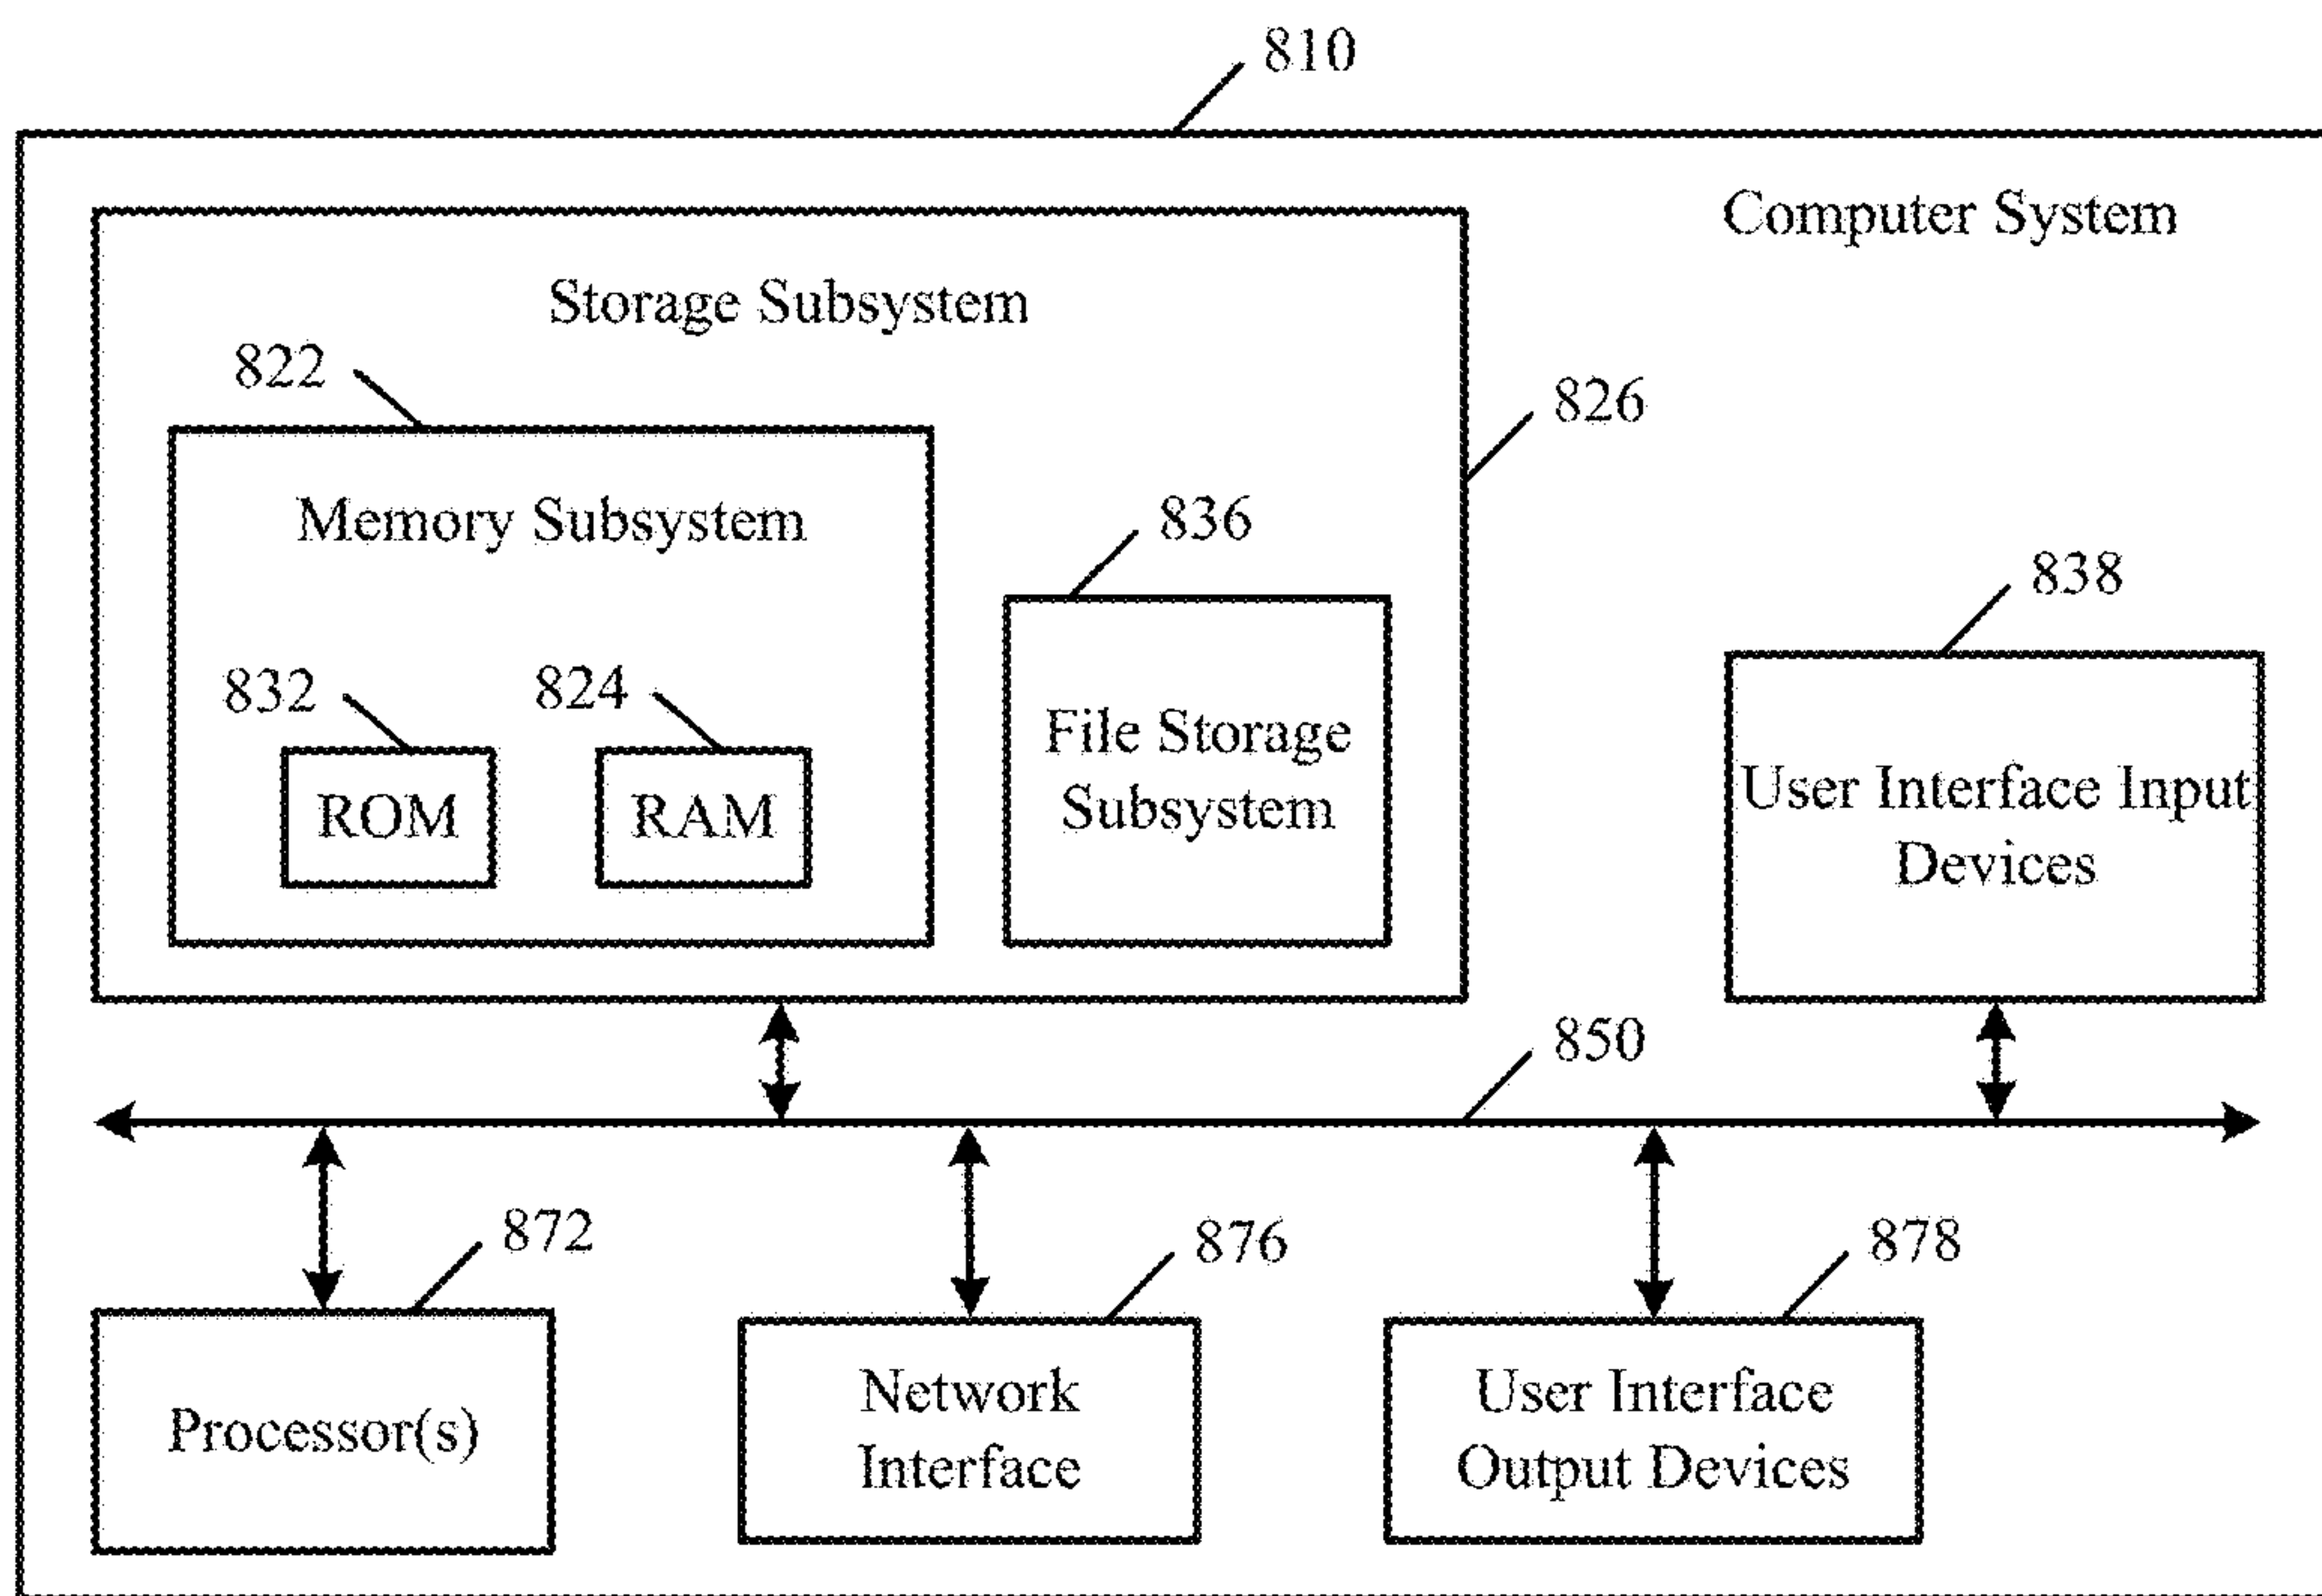 810
Computer System
Storage Subsystem
822
826
Memory Subsystem
836
838
832
824
File Storage
Subsystem
User Interface Input
Devices
ROM
RAM
850
872
876
878
Processor(s)
Network
Interface
User Interface
Output Devices